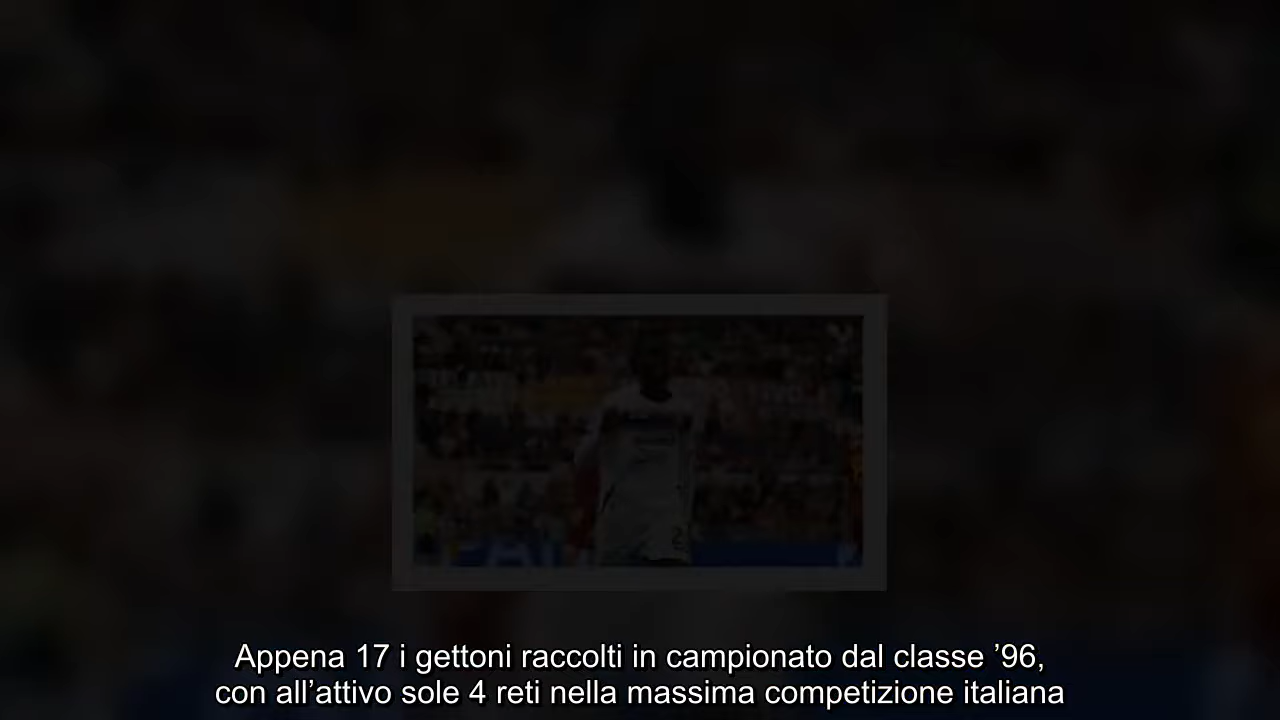 Appena 17 i gettoni raccolti in campionato dal classe ’96,
con all’attivo sole 4 reti nella massima competizione italiana